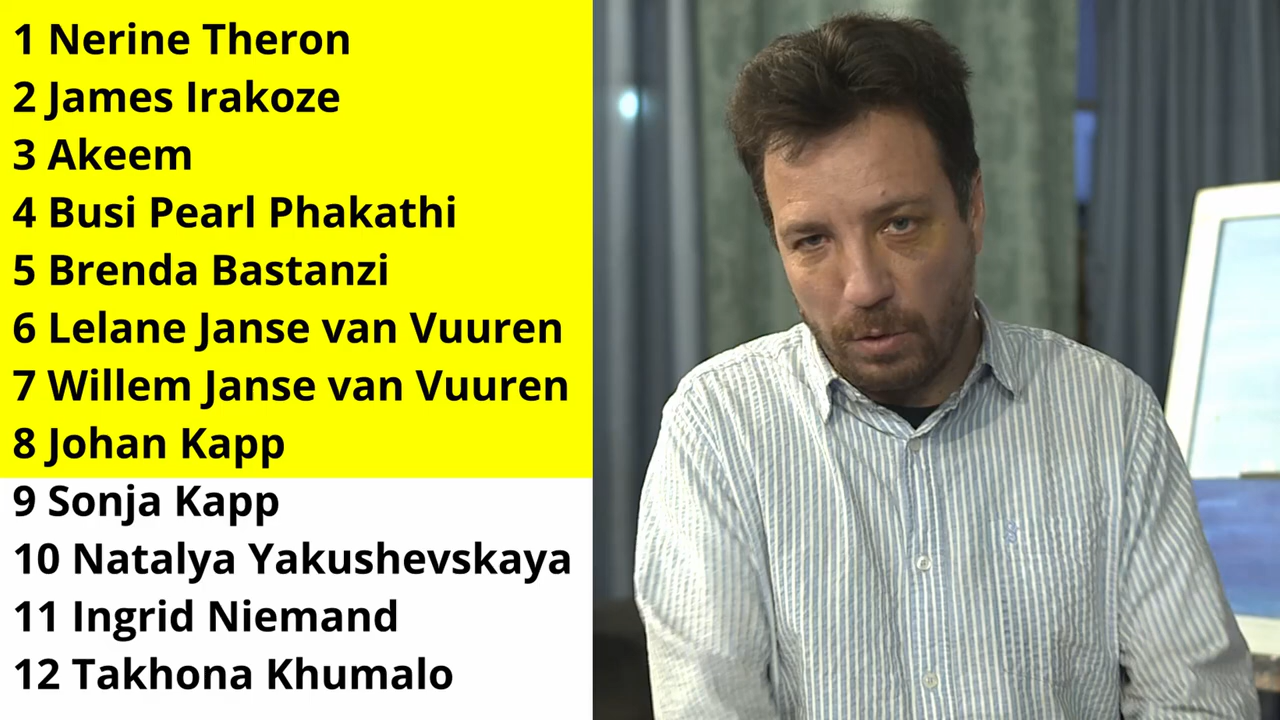 1 Nerine Theron
2 James Irakoze
3 Akeem
4 Busi Pearl Phakathi
5 Brenda Bastanzi
6 Lelane Janse van Vuuren
7 Willem Janse van Vuuren
8 Johan Kapp
9 Sonja Kapp
10 Natalya Yakushevskaya
11 Ingrid Niemand
12 Takhona Khumalo